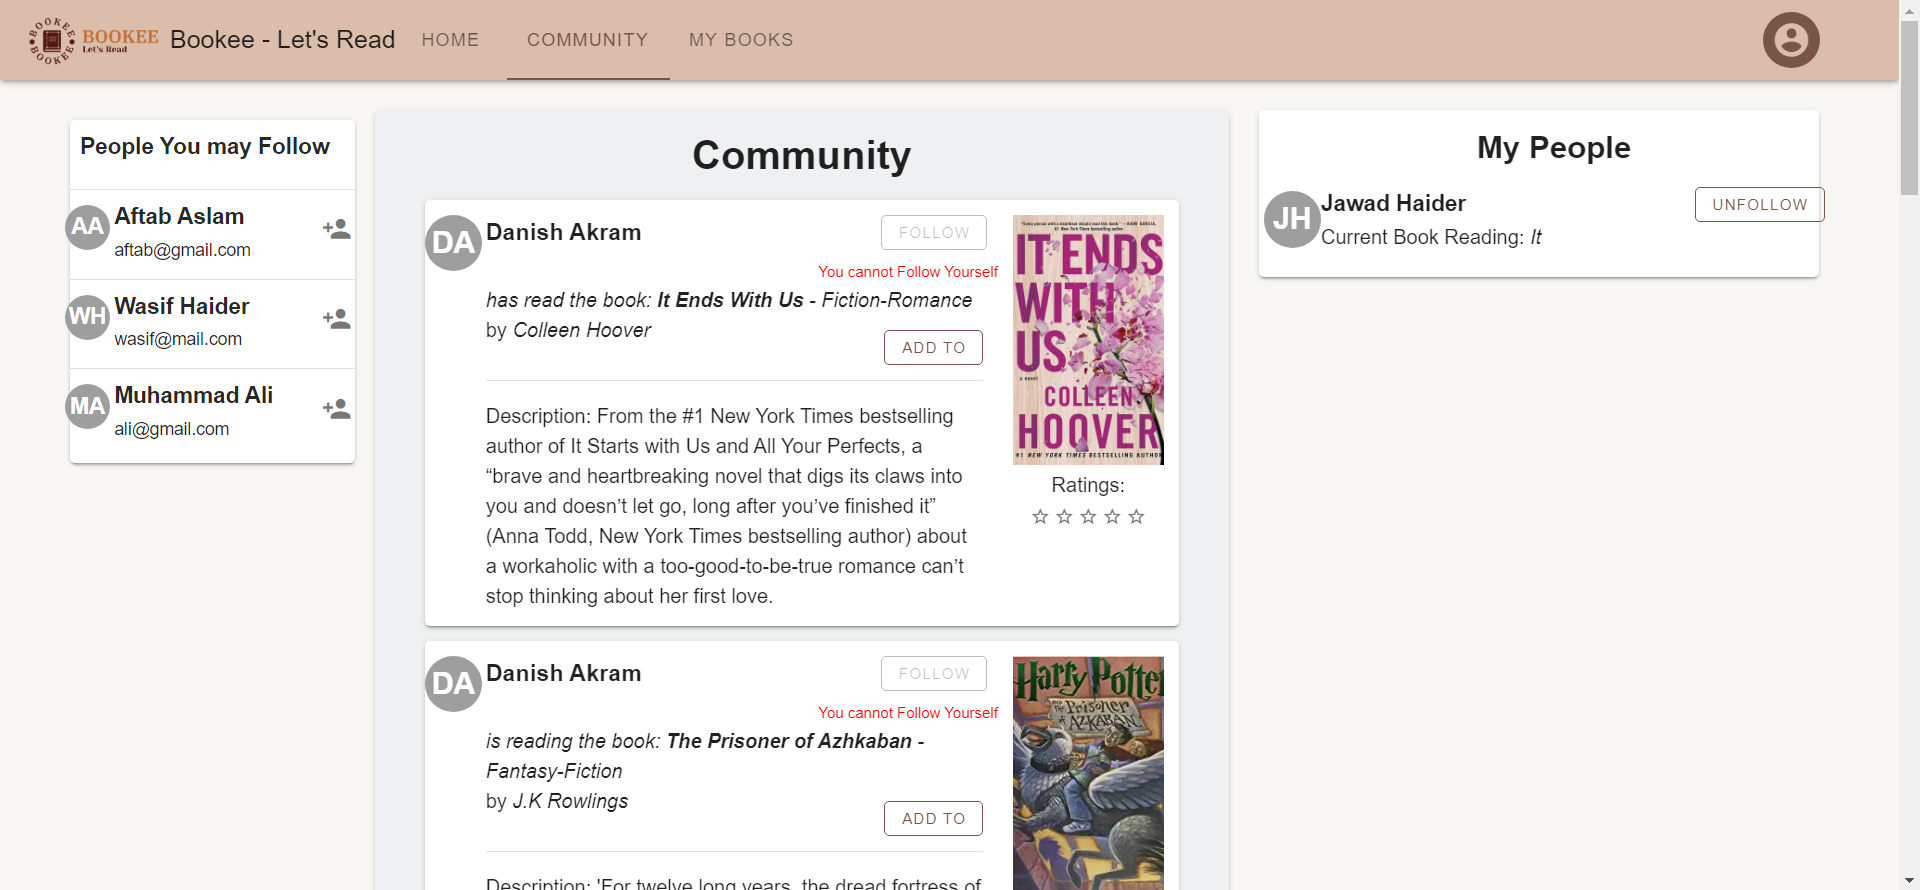 BOOKEE
BOOKEE
BOOKEE
Let's Read
Bookee - Let's Read
HOME
COMMUNITY
MY BOOKS
People You may Follow
AA
Aftab Aslam
aftab@gmail.com
WH
Wasif Haider
wasif@mail.com
MA
Muhammad Ali
ali@gmail.com
Community
DA
Danish Akram
FOLLOW
You cannot Follow Yourself
has read the book: It Ends With Us - Fiction-Romance
by Colleen Hoover
ADD TO
Description: From the #1 New York Times bestselling
author of It Starts with Us and All Your Perfects, a
“brave and heartbreaking novel that digs its claws into
you and doesn’t let go, long after you’ve finished it”
(Anna Todd, New York Times bestselling author) about
a workaholic with a too-good-to-be-true romance can’t
stop thinking about her first love.
IT ENDS
WITH
US
a novel
COLLEEN
HOOVER
#1 NEW YORK TIMES BESTSELLING AUTHOR
Ratings:
DA
Danish Akram
FOLLOW
You cannot Follow Yourself
is reading the book: The Prisoner of Azhkaban -
Fantasy-Fiction
by J.K Rowlings
ADD TO
Description: 'For twelve long years, the dread fortress of
Harry Potter
AND THE Prisoner
OF AZKABAN
My People
JH
Jawad Haider
Current Book Reading: It
UNFOLLOW